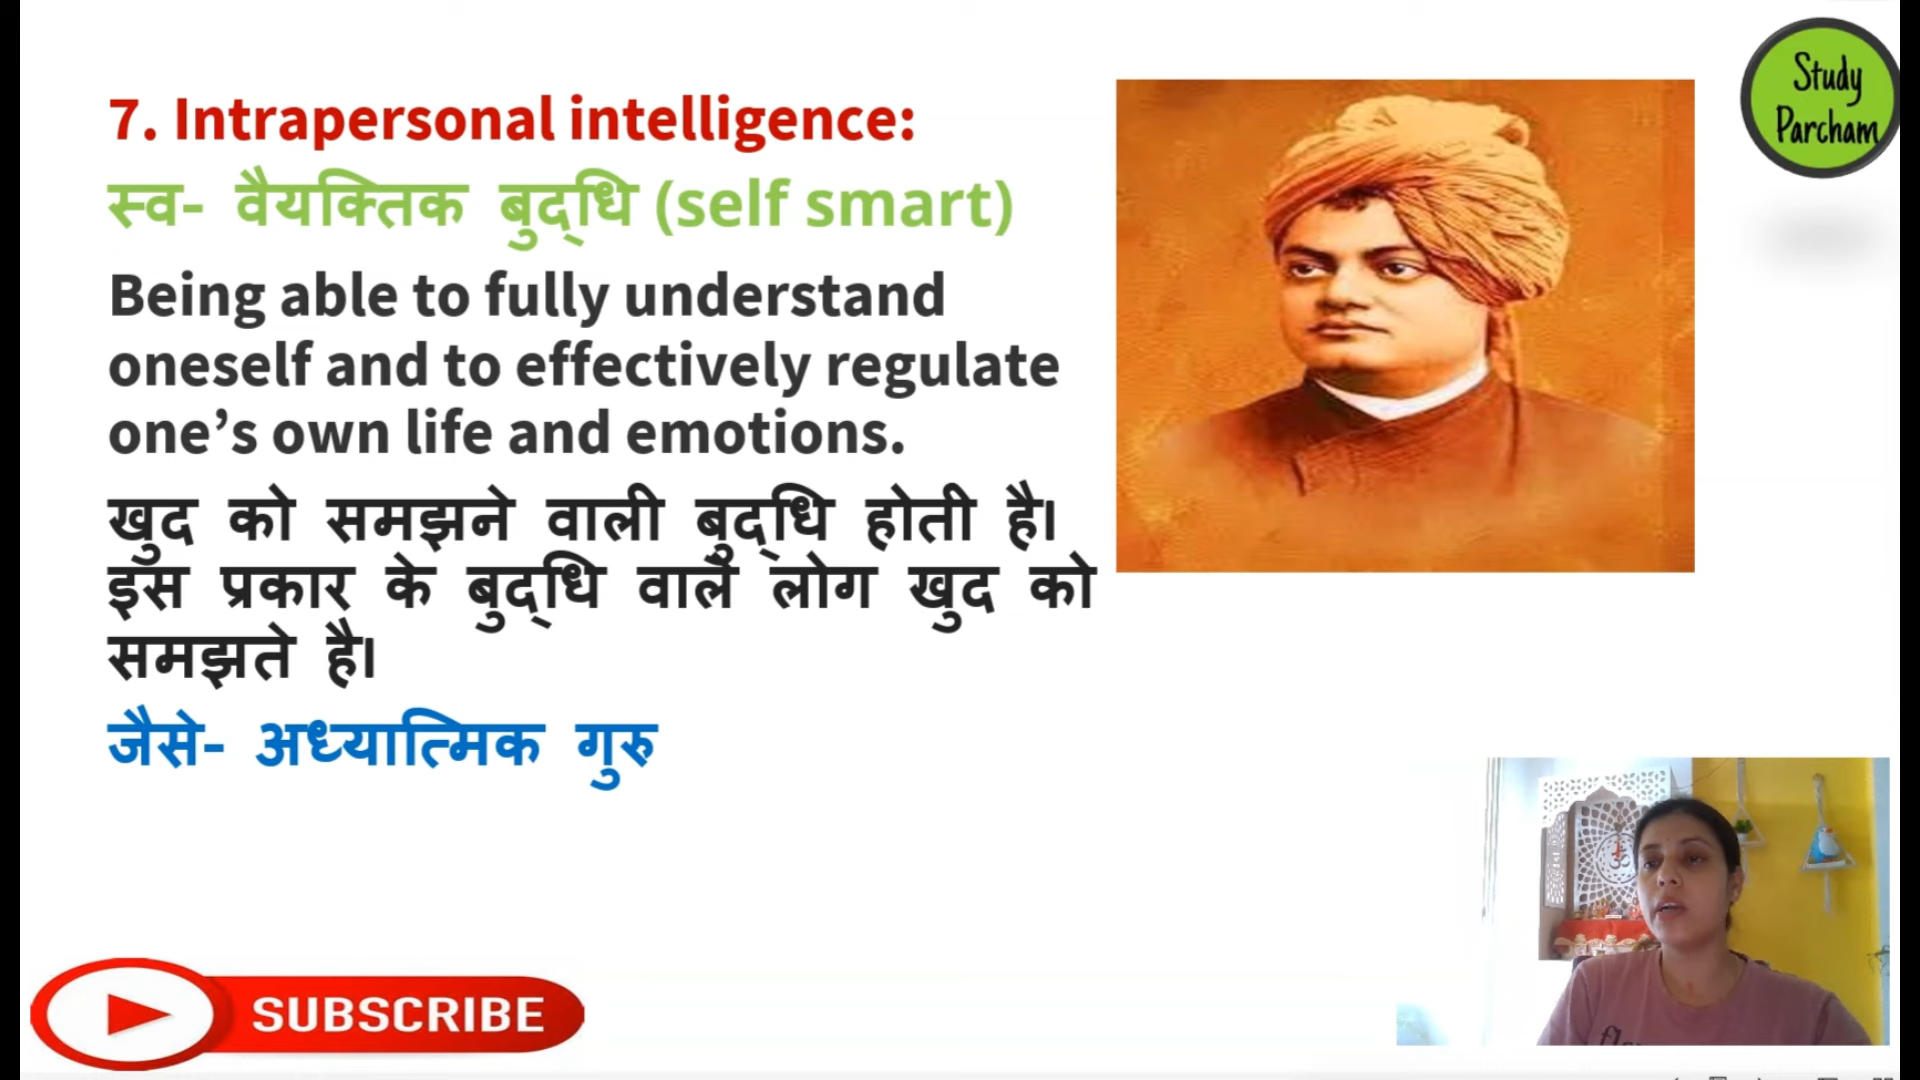 Study
Parcham
7. Intrapersonal intelligence:
स्व- वैयक्तिक बुद्धि (self smart)
Being able to fully understand
oneself and to effectively regulate
one’s own life and emotions.
खुद को समझने वाली बुद्धि होती है।
इस प्रकार के बुद्धि वाले लोग खुद को
समझते है।
जैसे- अध्यात्मिक गुरु
SUBSCRIBE